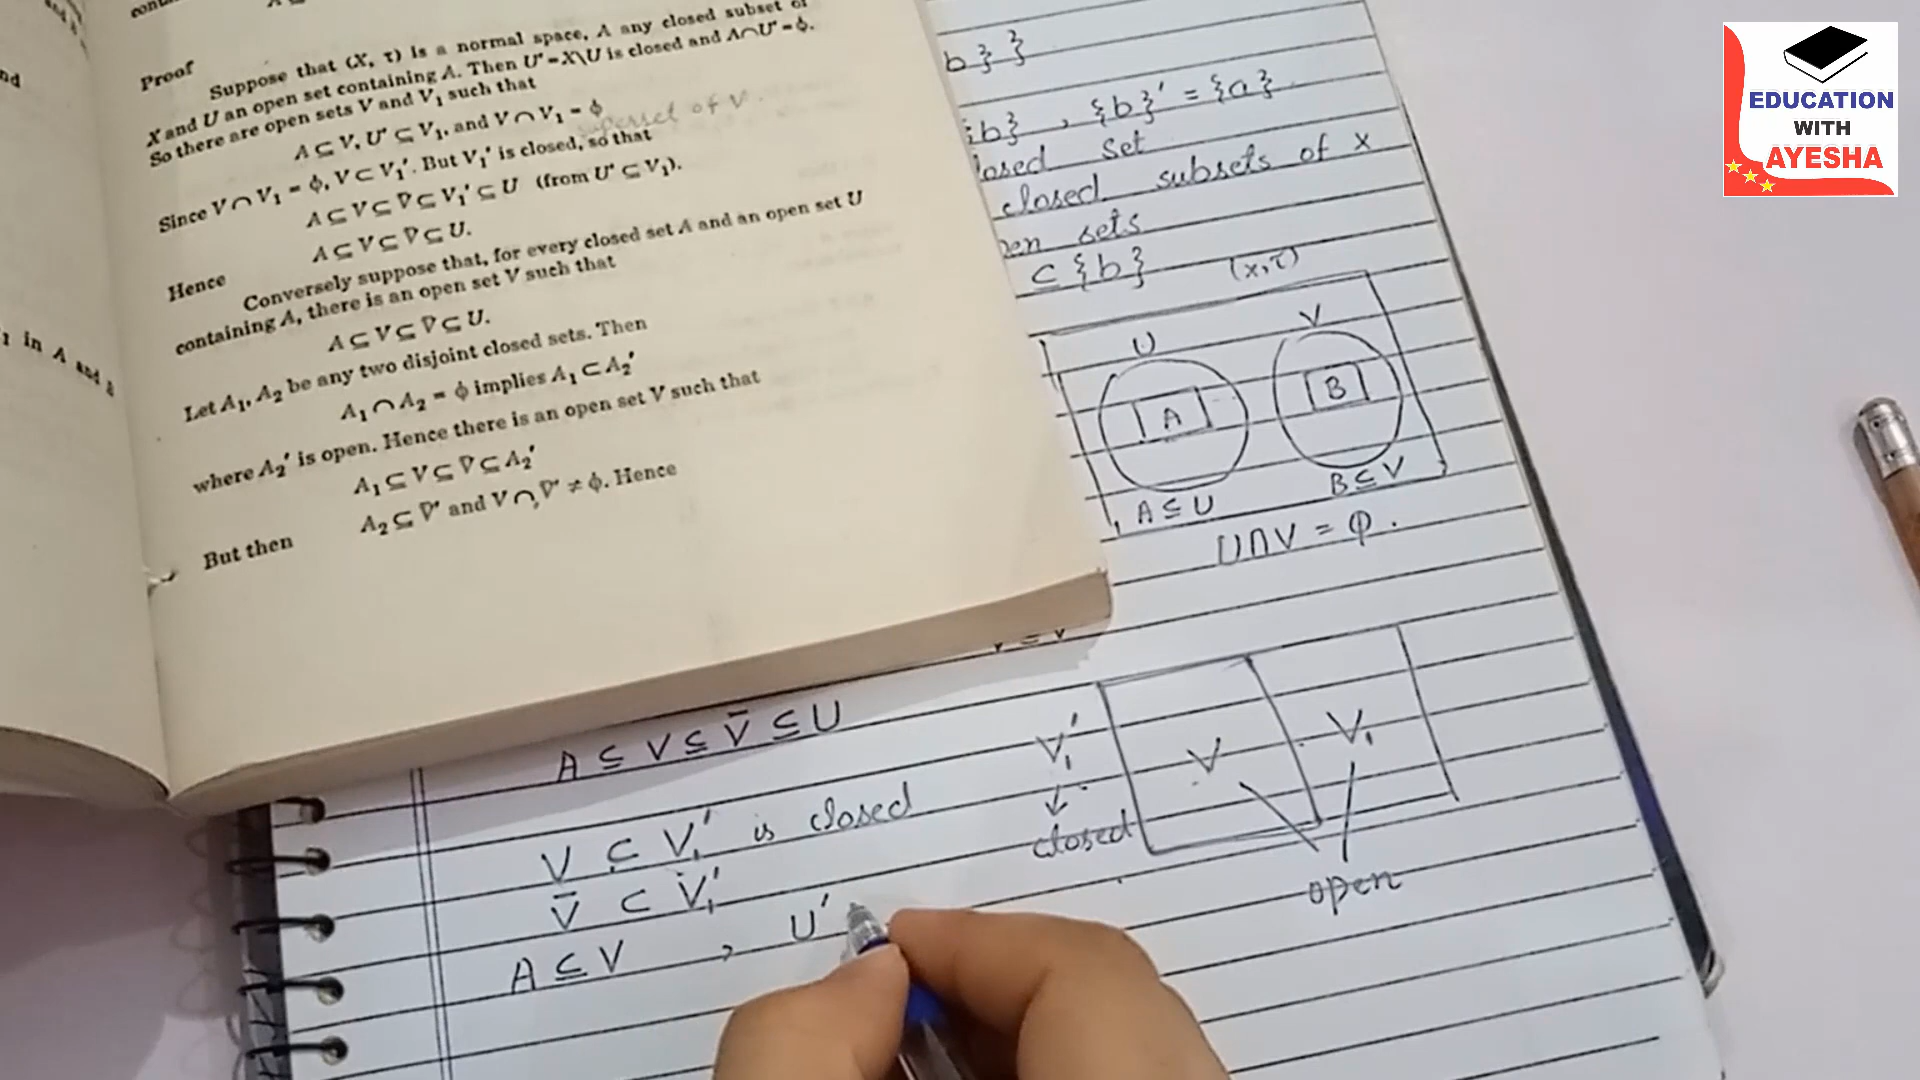 Proof
Suppose that (X, τ) is a normal space, A any closed subset of
X and U an open set containing A. Then U' = X\U is closed and A∩U' = ϕ.
So there are open sets V and V₁ such that
A ⊆ V, U' ⊆ V₁, and V ∩ V₁ = ϕ
superset of V.
Since V ∩ V₁ = ϕ, V ⊂ V₁'. But V₁' is closed, so that
A ⊆ V ⊆ V̄ ⊆ V₁' ⊆ U (from U' ⊆ V₁).
Hence A ⊆ V ⊆ V̄ ⊆ U.
Conversely suppose that, for every closed set A and an open set U
containing A, there is an open set V such that
A ⊆ V ⊆ V̄ ⊆ U.
Let A₁, A₂ be any two disjoint closed sets. Then
A₁ ∩ A₂ = ϕ implies A₁ ⊂ A₂'
where A₂' is open. Hence there is an open set V such that
A₁ ⊆ V ⊆ V̄ ⊆ A₂'
But then A₂ ⊆ V̄' and V ∩ V̄' ≠ ϕ. Hence
₁ in A and
b}}
{b}, {b}' = {a}.
closed set
closed subsets of x
open sets
⊆ {b}
(x,τ)
U V
A B
A ⊆ U B ⊆ V
U∩V = φ.
A ⊆ V ⊆ V̄ ⊆ U
V ⊂ V₁' is closed
V̄ ⊂ V₁'
A ⊆ V , U'
V₁'
closed
V V₁
open
EDUCATION
WITH
AYESHA